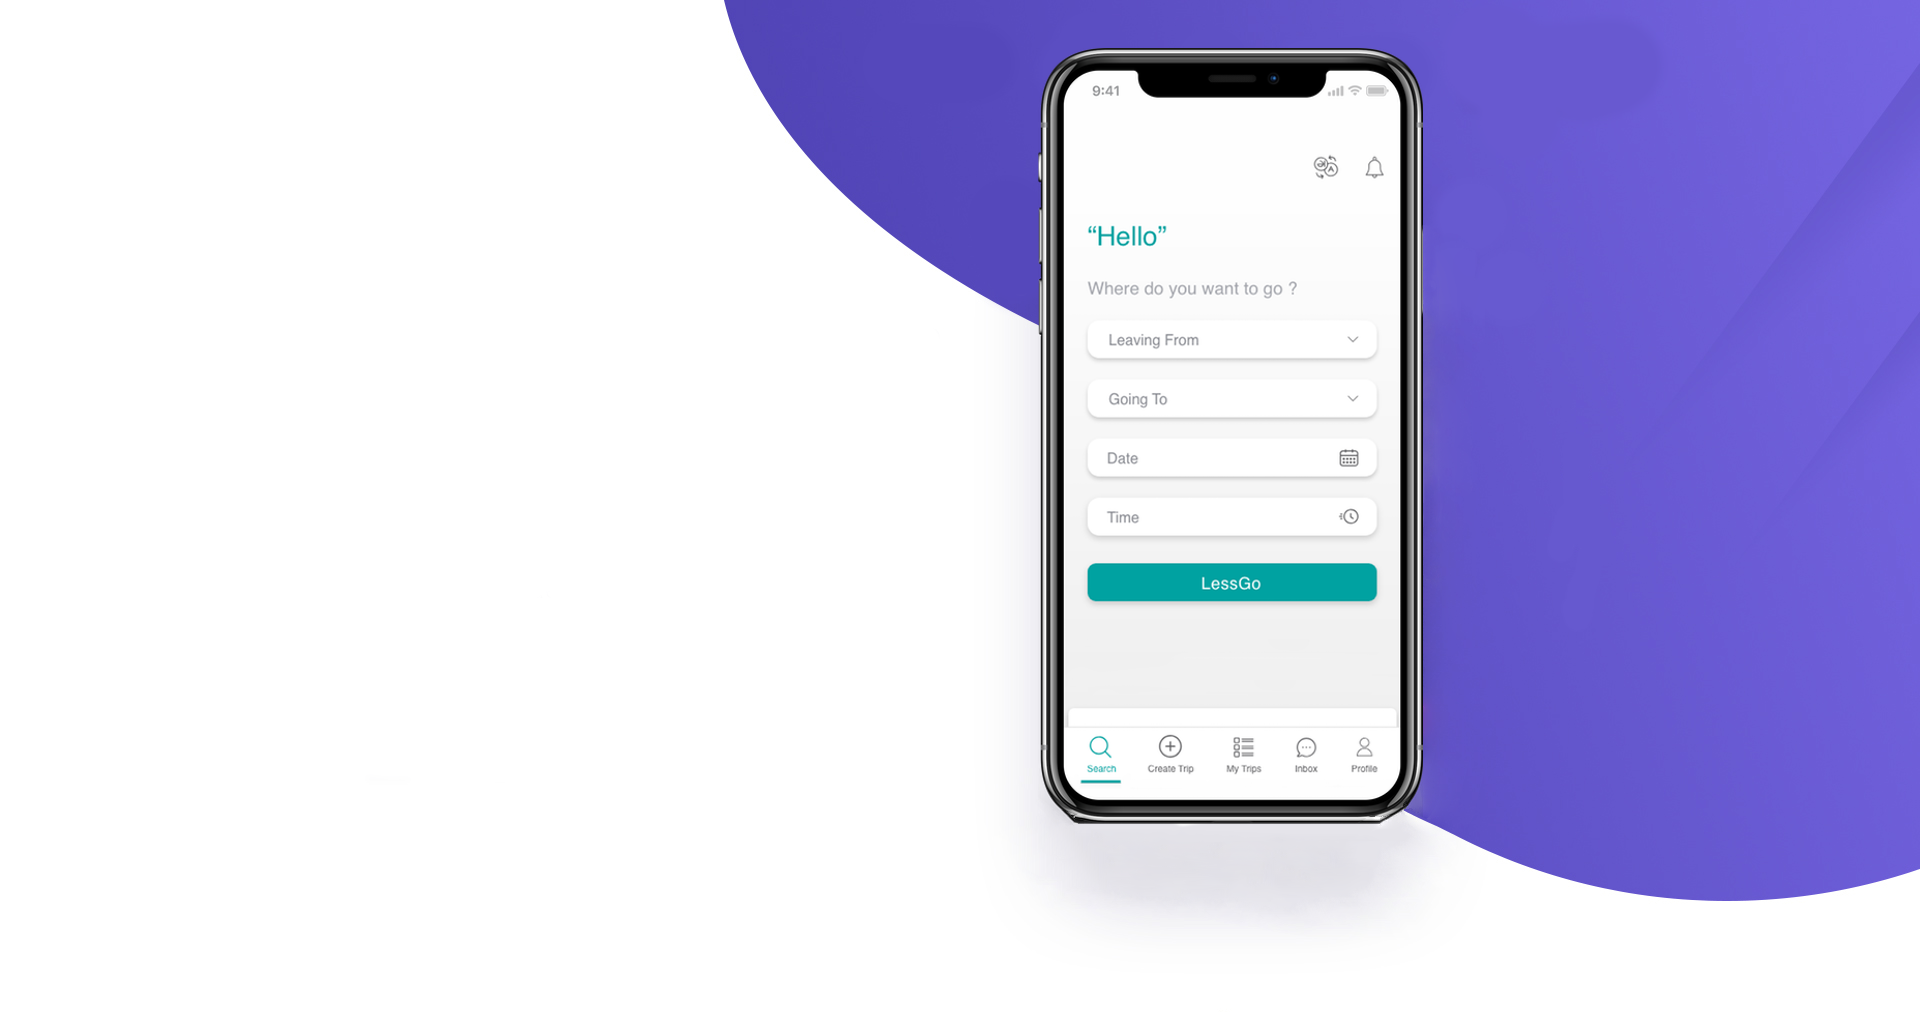 9:41
“Hello”
Where do you want to go ?
Leaving From
Going To
Date
Time
LessGo
Search Create Trip My Trips Inbox Profile